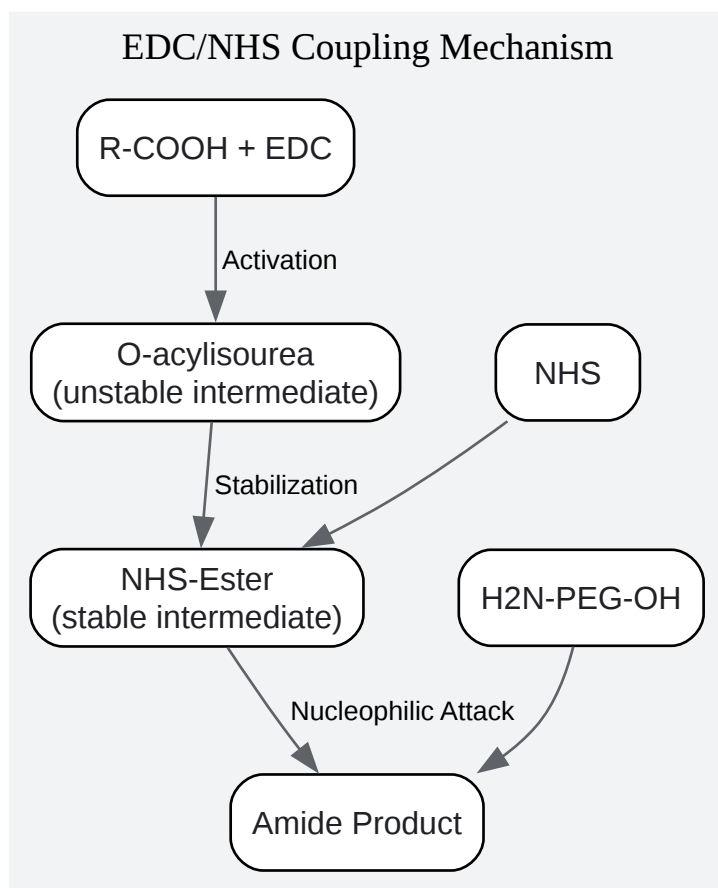 EDC/NHS Coupling Mechanism
R-COOH + EDC
Activation
O-acylisourea
(unstable intermediate)
NHS
Stabilization
NHS-Ester
(stable intermediate)
H2N-PEG-OH
Nucleophilic Attack
Amide Product